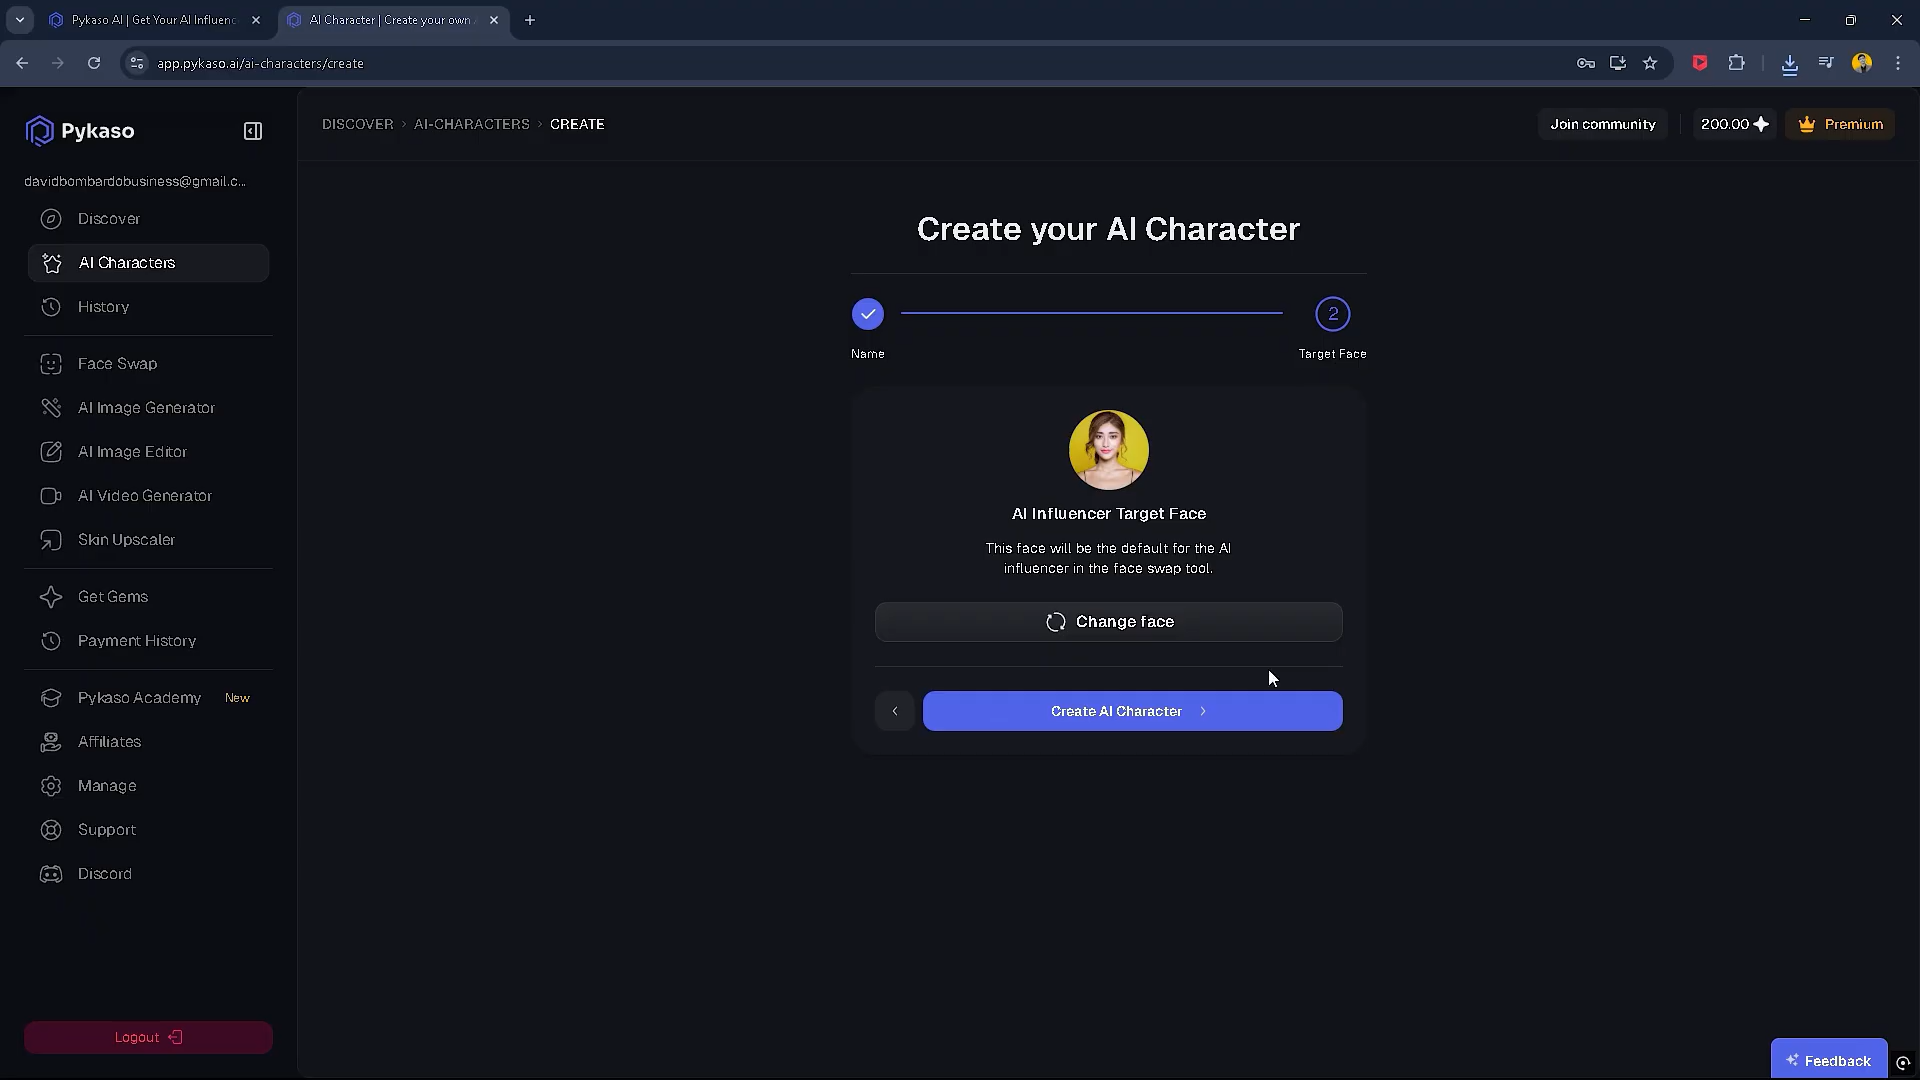 Pykaso AI | Get Your AI Influenc
AI Character | Create your own
app.pykaso.ai/ai-characters/create
Pykaso
DISCOVER › AI-CHARACTERS › CREATE
Join community
200.00
Premium
davidbombardobusiness@gmail.c...
Discover
AI Characters
History
Face Swap
AI Image Generator
AI Image Editor
AI Video Generator
Skin Upscaler
Get Gems
Payment History
Pykaso Academy New
Affiliates
Manage
Support
Discord
Logout
Create your AI Character
2
Name
Target Face
AI Influencer Target Face
This face will be the default for the AI
influencer in the face swap tool.
Change face
Create AI Character
Feedback